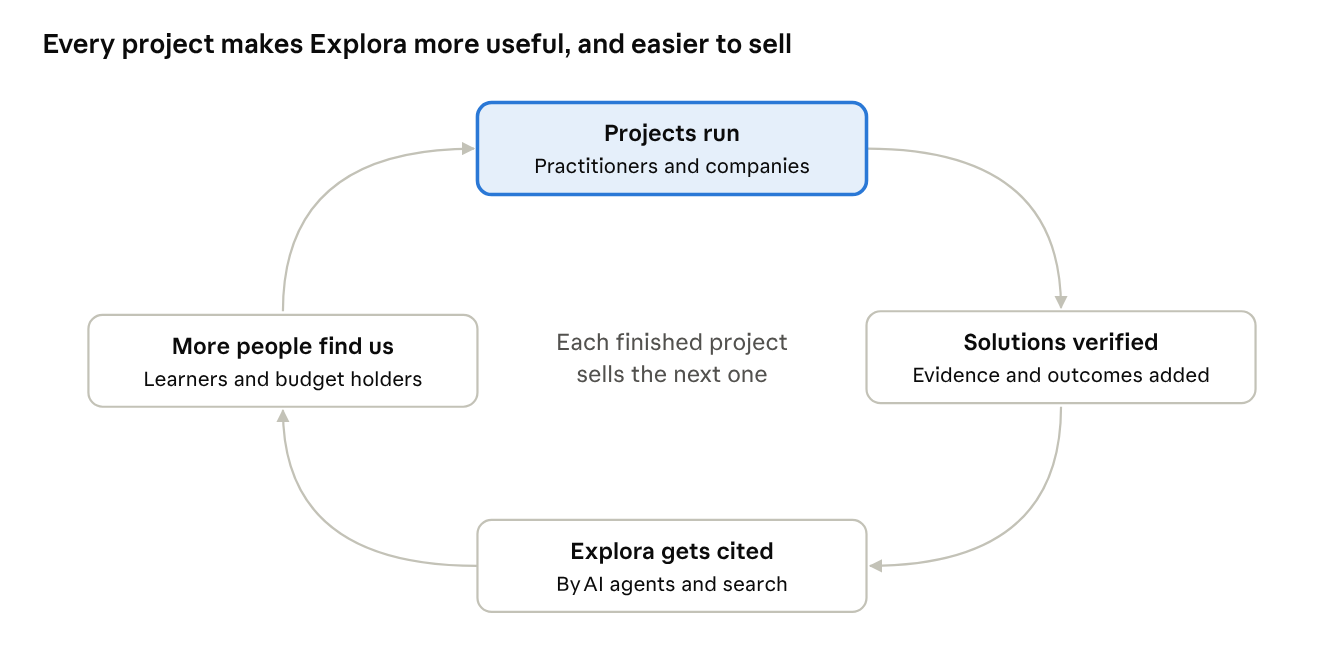 Every project makes Explora more useful, and easier to sell
Projects run
Practitioners and companies
More people find us
Learners and budget holders
Each finished project
sells the next one
Solutions verified
Evidence and outcomes added
Explora gets cited
By AI agents and search